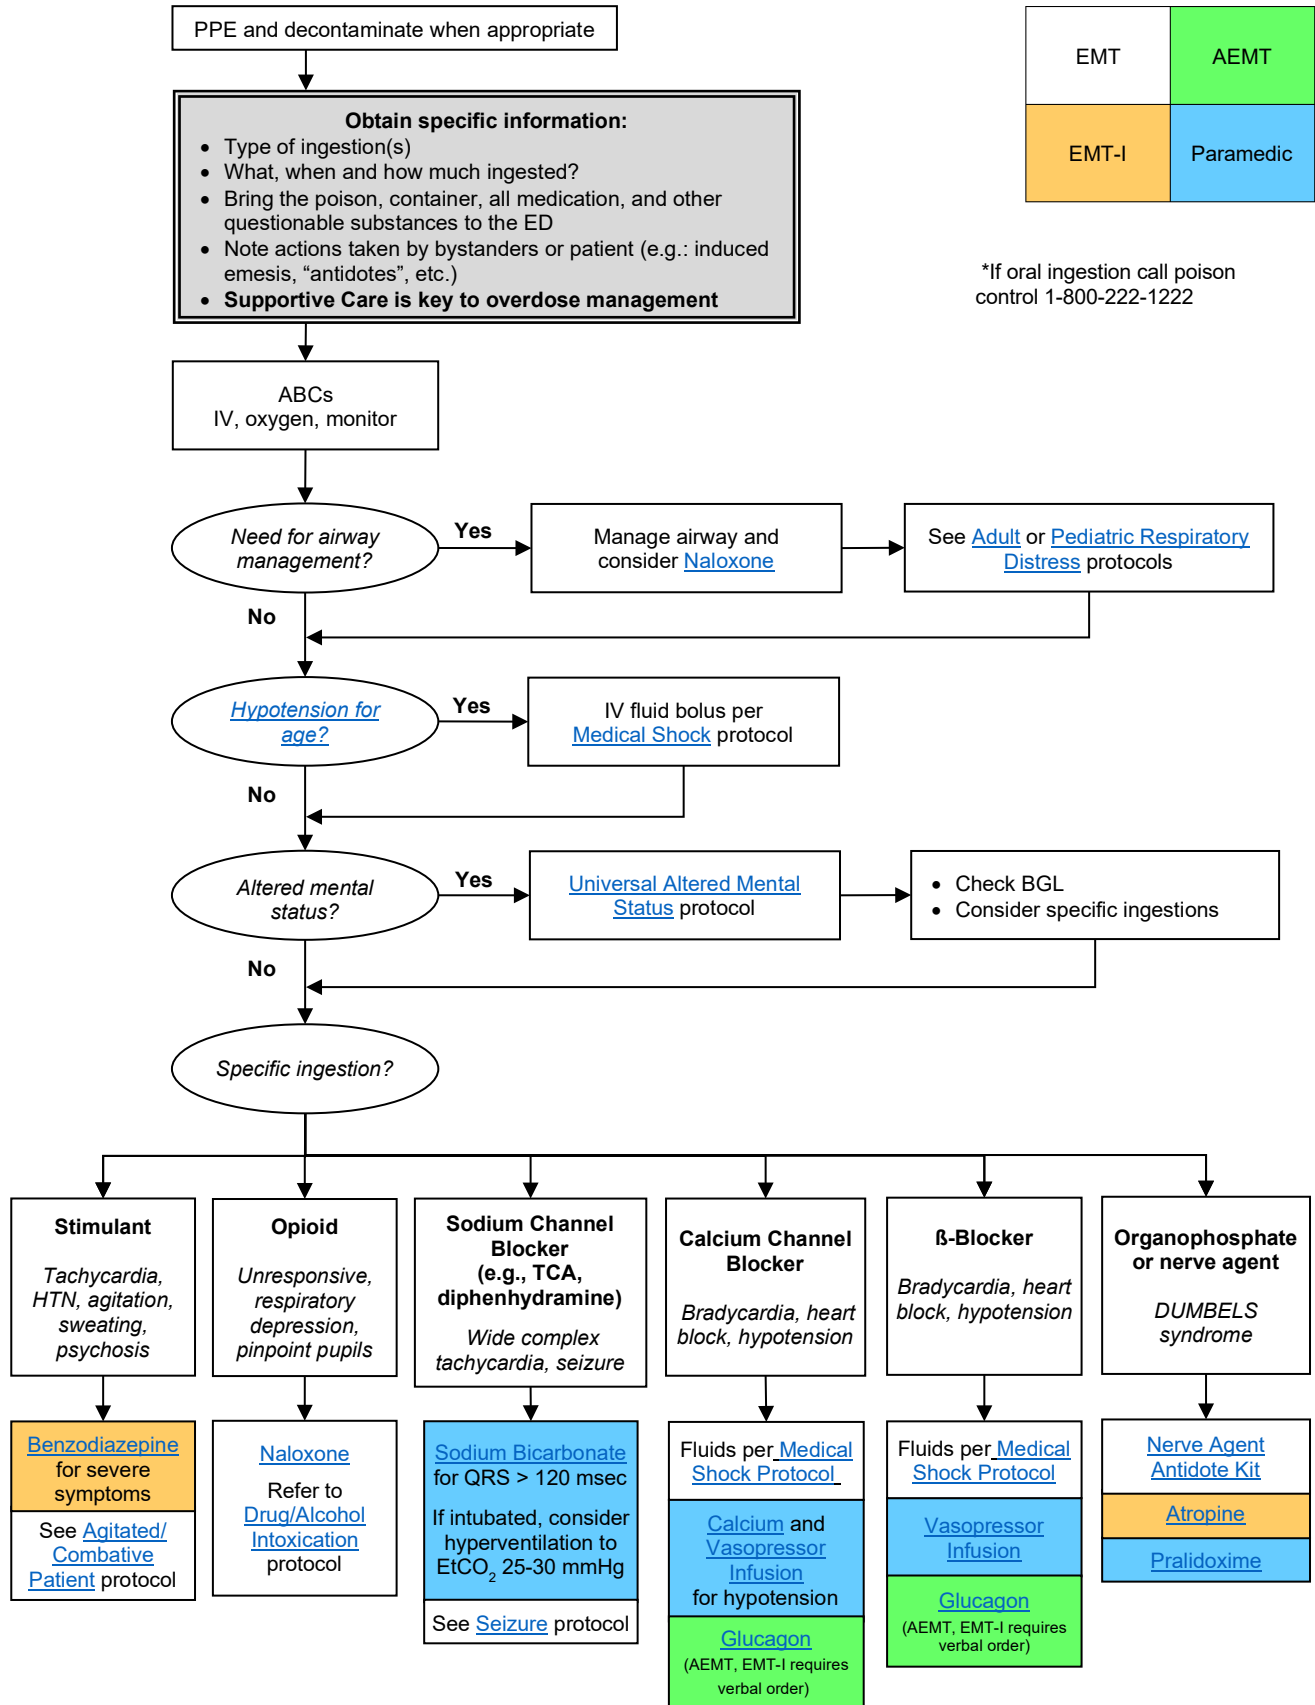 PPE and decontaminate when appropriate
EMT
AEMT
EMT-I
Paramedic
Obtain specific information:
• Type of ingestion(s)
• What, when and how much ingested?
• Bring the poison, container, all medication, and other
questionable substances to the ED
• Note actions taken by bystanders or patient (e.g.: induced
emesis, “antidotes”, etc.)
• Supportive Care is key to overdose management
*If oral ingestion call poison
control 1-800-222-1222
ABCs
IV, oxygen, monitor
Need for airway
management?
Yes
Manage airway and
consider Naloxone
See Adult or Pediatric Respiratory
Distress protocols
No
Hypotension for
age?
Yes
IV fluid bolus per
Medical Shock protocol
No
Altered mental
status?
Yes
Universal Altered Mental
Status protocol
• Check BGL
• Consider specific ingestions
No
Specific ingestion?
Stimulant
Tachycardia,
HTN, agitation,
sweating,
psychosis
Benzodiazepine
for severe
symptoms
See Agitated/
Combative
Patient protocol
Opioid
Unresponsive,
respiratory
depression,
pinpoint pupils
Naloxone
Refer to
Drug/Alcohol
Intoxication
protocol
Sodium Channel
Blocker
(e.g., TCA,
diphenhydramine)
Wide complex
tachycardia, seizure
Sodium Bicarbonate
for QRS > 120 msec
If intubated, consider
hyperventilation to
EtCO2 25-30 mmHg
See Seizure protocol
Calcium Channel
Blocker
Bradycardia, heart
block, hypotension
Fluids per Medical
Shock Protocol
Calcium and
Vasopressor
Infusion
for hypotension
Glucagon
(AEMT, EMT-I requires
verbal order)
ß-Blocker
Bradycardia, heart
block, hypotension
Fluids per Medical
Shock Protocol
Vasopressor
Infusion
Glucagon
(AEMT, EMT-I requires
verbal order)
Organophosphate
or nerve agent
DUMBELS
syndrome
Nerve Agent
Antidote Kit
Atropine
Pralidoxime